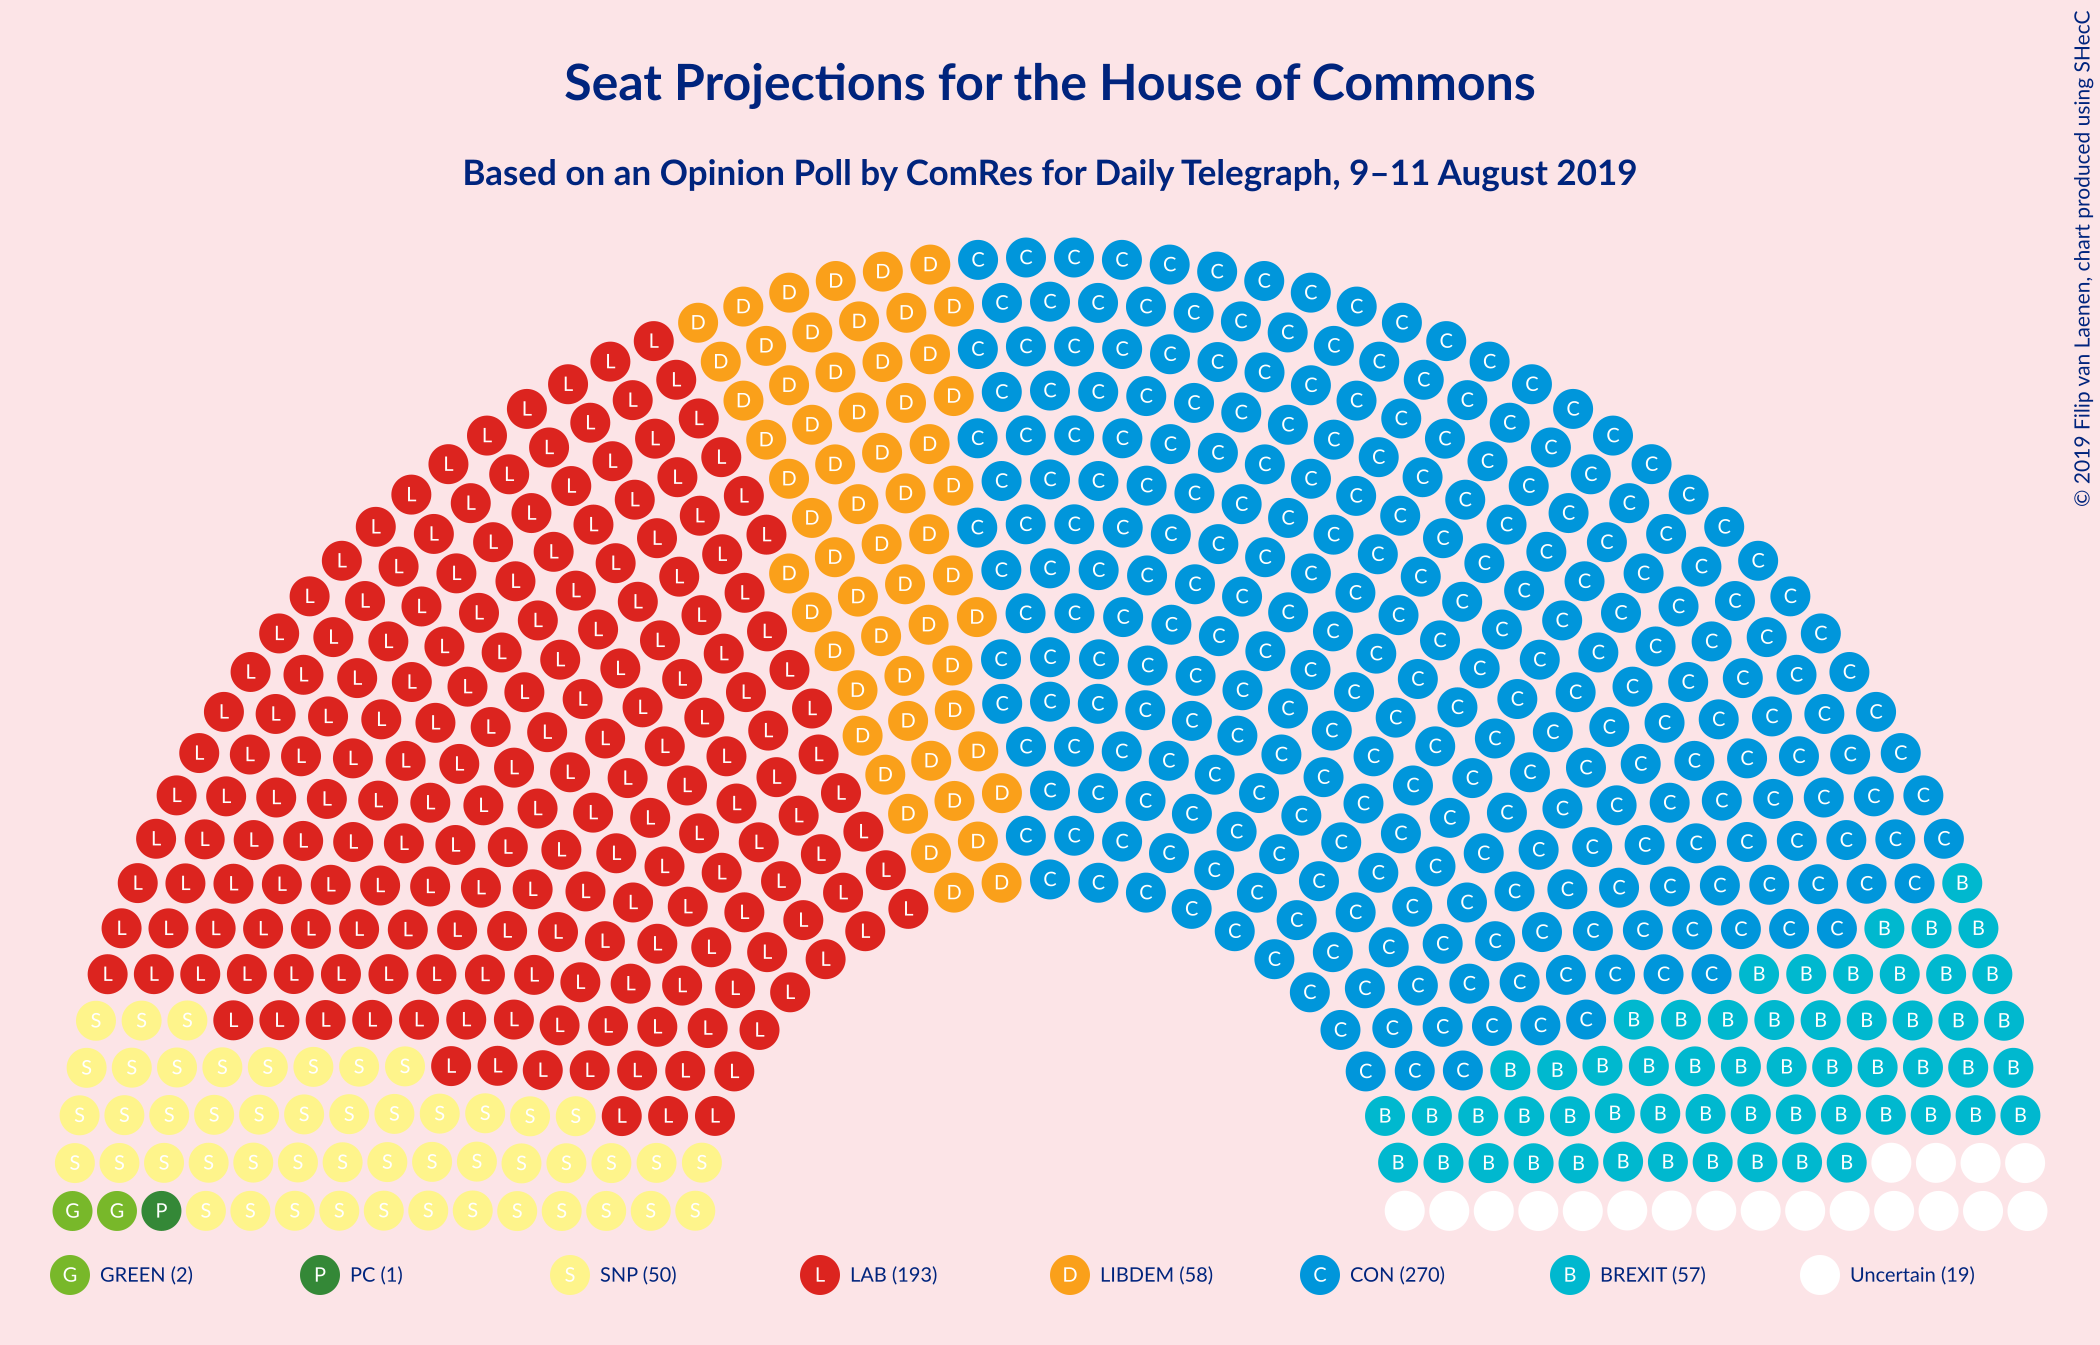 Seat Projections for the House of Commons
Based on an Opinion Poll by ComRes for Daily Telegraph, 9–11 August 2019
© 2019 Filip van Laenen, chart produced using SHecC
G GREEN (2)
P PC (1)
S SNP (50)
L LAB (193)
D LIBDEM (58)
C CON (270)
B BREXIT (57)
Uncertain (19)